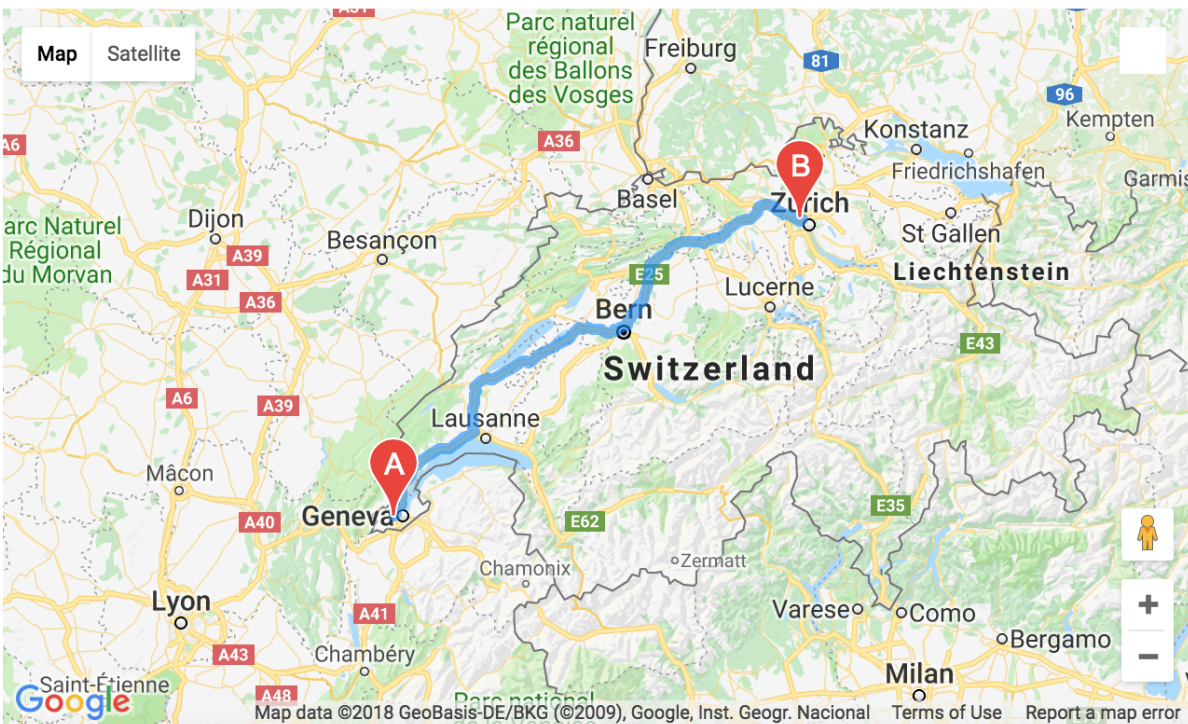 Map
Satellite
Parc naturel
régional
des Ballons
des Vosges
Freiburg
81
96
A6
A36
Konstanz
Kempten
Friedrichshafen
B
Basel
Zürich
Garmis
Dijon
arc Naturel
Régional
du Morvan
Besançon
St Gallen
A39
A31
E25
Liechtenstein
A36
Lucerne
Bern
E43
Switzerland
A6
A39
Lausanne
A
Mâcon
Geneva
A40
E62
E35
Chamonix
Zermatt
Lyon
A41
Varese
Como
Bergamo
A43
Chambéry
Milan
Saint-Étienne
A48
Google
Map data ©2018 GeoBasis-DE/BKG (©2009), Google, Inst. Geogr. Nacional
Terms of Use
Report a map error